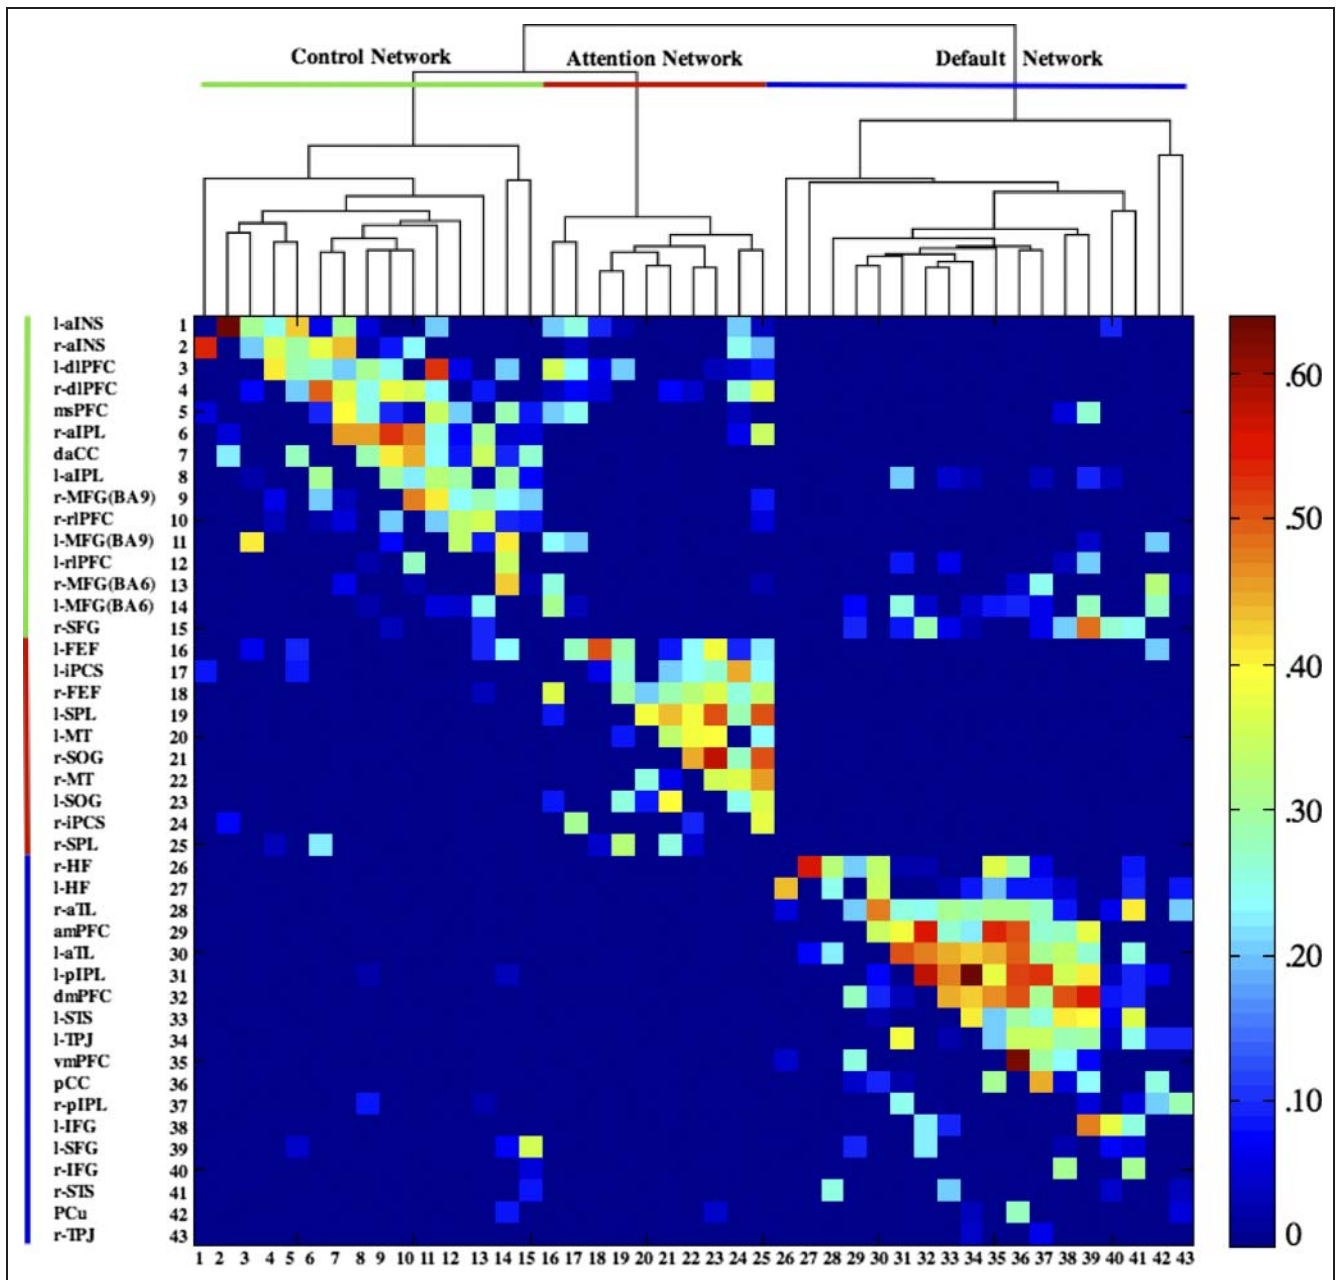 Control Network Attention Network Default Network
l-aINS 1
r-aINS 2
l-dlPFC 3
r-dlPFC 4
msPFC 5
r-aIPL 6
daCC 7
l-aIPL 8
r-MFG(BA9) 9
r-rlPFC 10
l-MFG(BA9) 11
l-rlPFC 12
r-MFG(BA6) 13
l-MFG(BA6) 14
r-SFG 15
l-FEF 16
l-iPCS 17
r-FEF 18
l-SPL 19
l-MT 20
r-SOG 21
r-MT 22
l-SOG 23
r-iPCS 24
r-SPL 25
r-HF 26
l-HF 27
r-aTL 28
amPFC 29
l-aTL 30
l-pIPL 31
dmPFC 32
l-STS 33
l-TPJ 34
vmPFC 35
pCC 36
r-pIPL 37
l-IFG 38
l-SFG 39
r-IFG 40
r-STS 41
PCu 42
r-TPJ 43
1 2 3 4 5 6 7 8 9 10 11 12 13 14 15 16 17 18 19 20 21 22 23 24 25 26 27 28 29 30 31 32 33 34 35 36 37 38 39 40 41 42 43
.60
.50
.40
.30
.20
.10
0